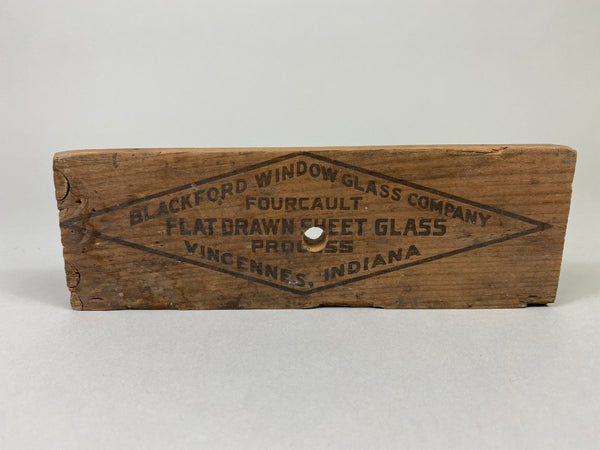 BLACKFORD WINDOW GLASS COMPANY
FOURCAULT
FLAT DRAWN SHEET GLASS
PROCESS
VINCENNES, INDIANA